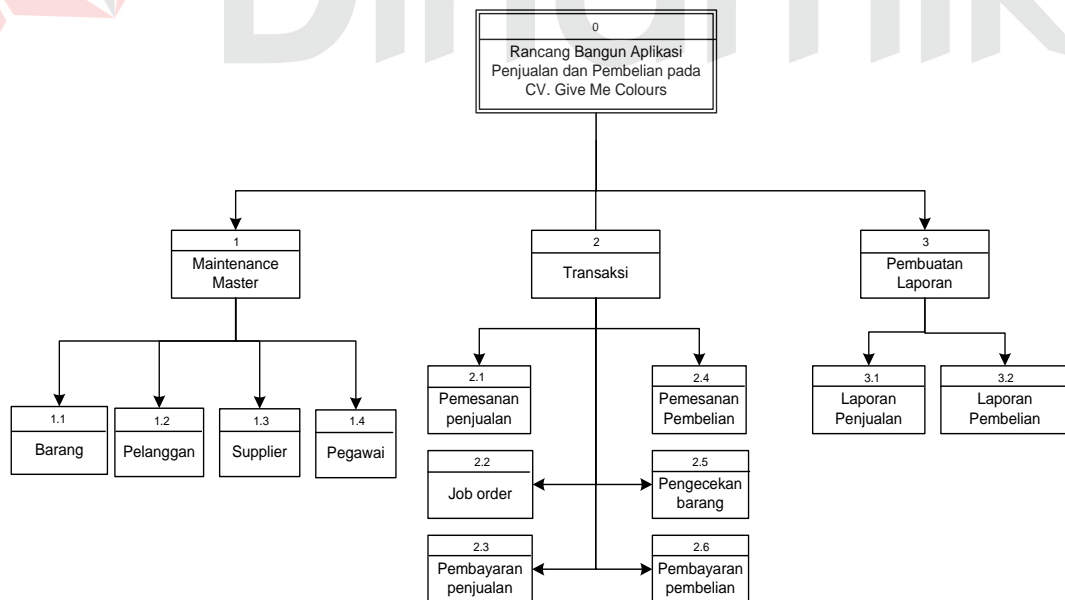 Dinamik
0
Rancang Bangun Aplikasi
Penjualan dan Pembelian pada
CV. Give Me Colours
1
Maintenance
Master
2
Transaksi
3
Pembuatan
Laporan
1.1
Barang
1.2
Pelanggan
1.3
Supplier
1.4
Pegawai
2.1
Pemesanan
penjualan
2.4
Pemesanan
Pembelian
2.2
Job order
2.5
Pengecekan
barang
2.3
Pembayaran
penjualan
2.6
Pembayaran
pembelian
3.1
Laporan
Penjualan
3.2
Laporan
Pembelian